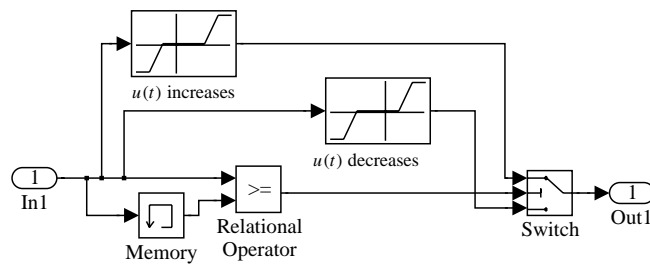 u(t) increases
u(t) decreases
1
In1
>=
Memory
Relational
Operator
Switch
1
Out1